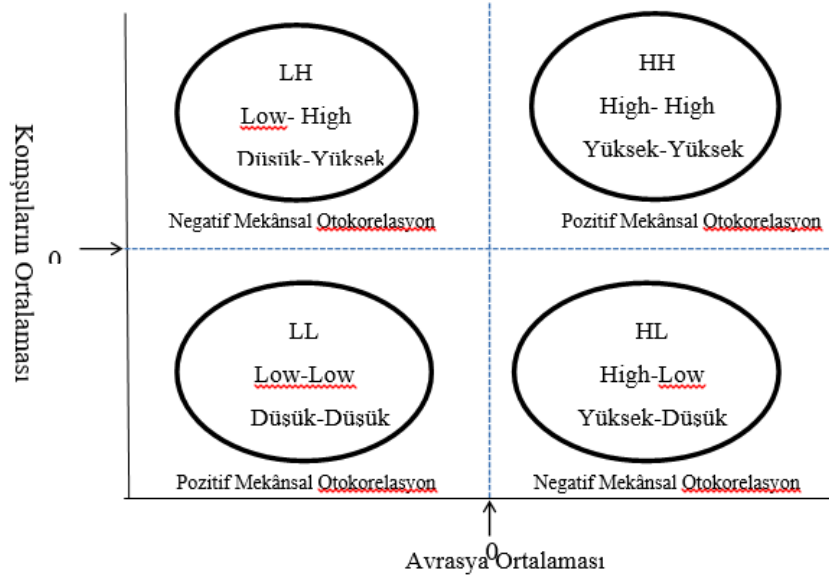 LH
Low- High
Düşük-Yüksek
Negatif Mekânsal Otokorelasyon
HH
High- High
Yüksek-Yüksek
Pozitif Mekânsal Otokorelasyon
Komşuların Ortalaması
0
LL
Low-Low
Düşük-Düşük
Pozitif Mekânsal Otokorelasyon
HL
High-Low
Yüksek-Düşük
Negatif Mekânsal Otokorelasyon
0
Avrasya Ortalaması